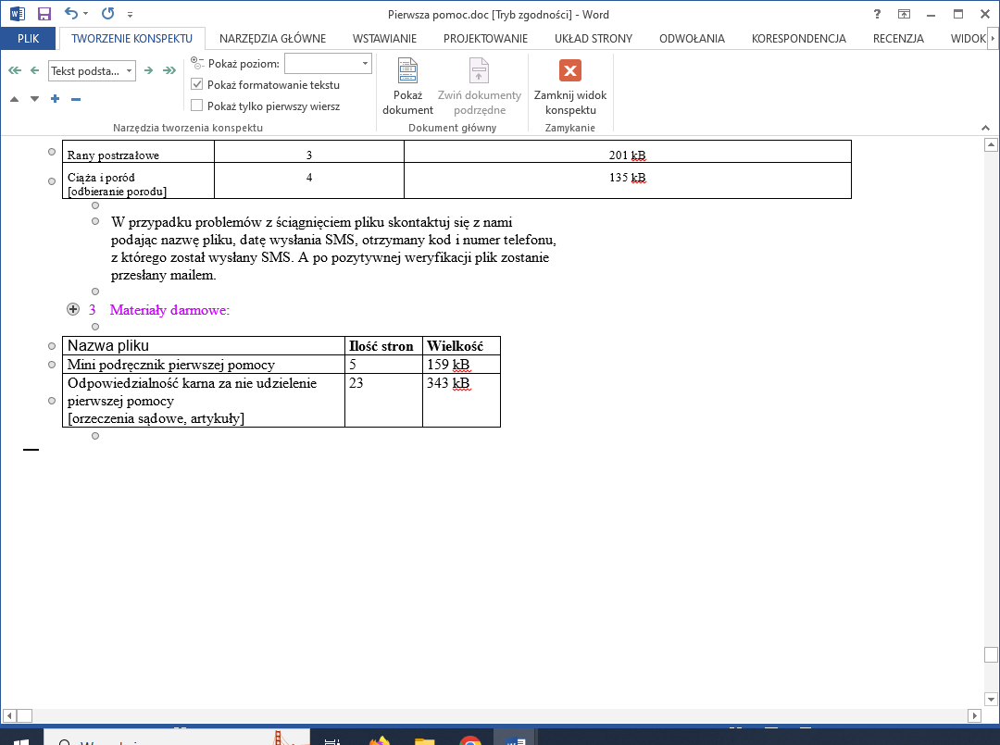 Pierwsza pomoc.doc [Tryb zgodności] - Word
?
PLIK TWORZENIE KONSPEKTU NARZĘDZIA GŁÓWNE WSTAWIANIE PROJEKTOWANIE UKŁAD STRONY ODWOŁANIA KORESPONDENCJA RECENZJA WIDOK
Tekst podsta...
Pokaż poziom:
Pokaż formatowanie tekstu
Pokaż tylko pierwszy wiersz
Pokaż dokument
Zwiń dokumenty podrzędne
Zamknij widok konspektu
Narzędzia tworzenia konspektu Dokument główny Zamykanie
Rany postrzałowe 3 201 kB
Ciąża i poród 4 135 kB
[odbieranie porodu]
W przypadku problemów z ściągnięciem pliku skontaktuj się z nami
podając nazwę pliku, datę wysłania SMS, otrzymany kod i numer telefonu,
z którego został wysłany SMS. A po pozytywnej weryfikacji plik zostanie
przesłany mailem.
3 Materiały darmowe:
Nazwa pliku Ilość stron Wielkość
Mini podręcznik pierwszej pomocy 5 159 kB
Odpowiedzialność karna za nie udzielenie 23 343 kB
pierwszej pomocy
[orzeczenia sądowe, artykuły]